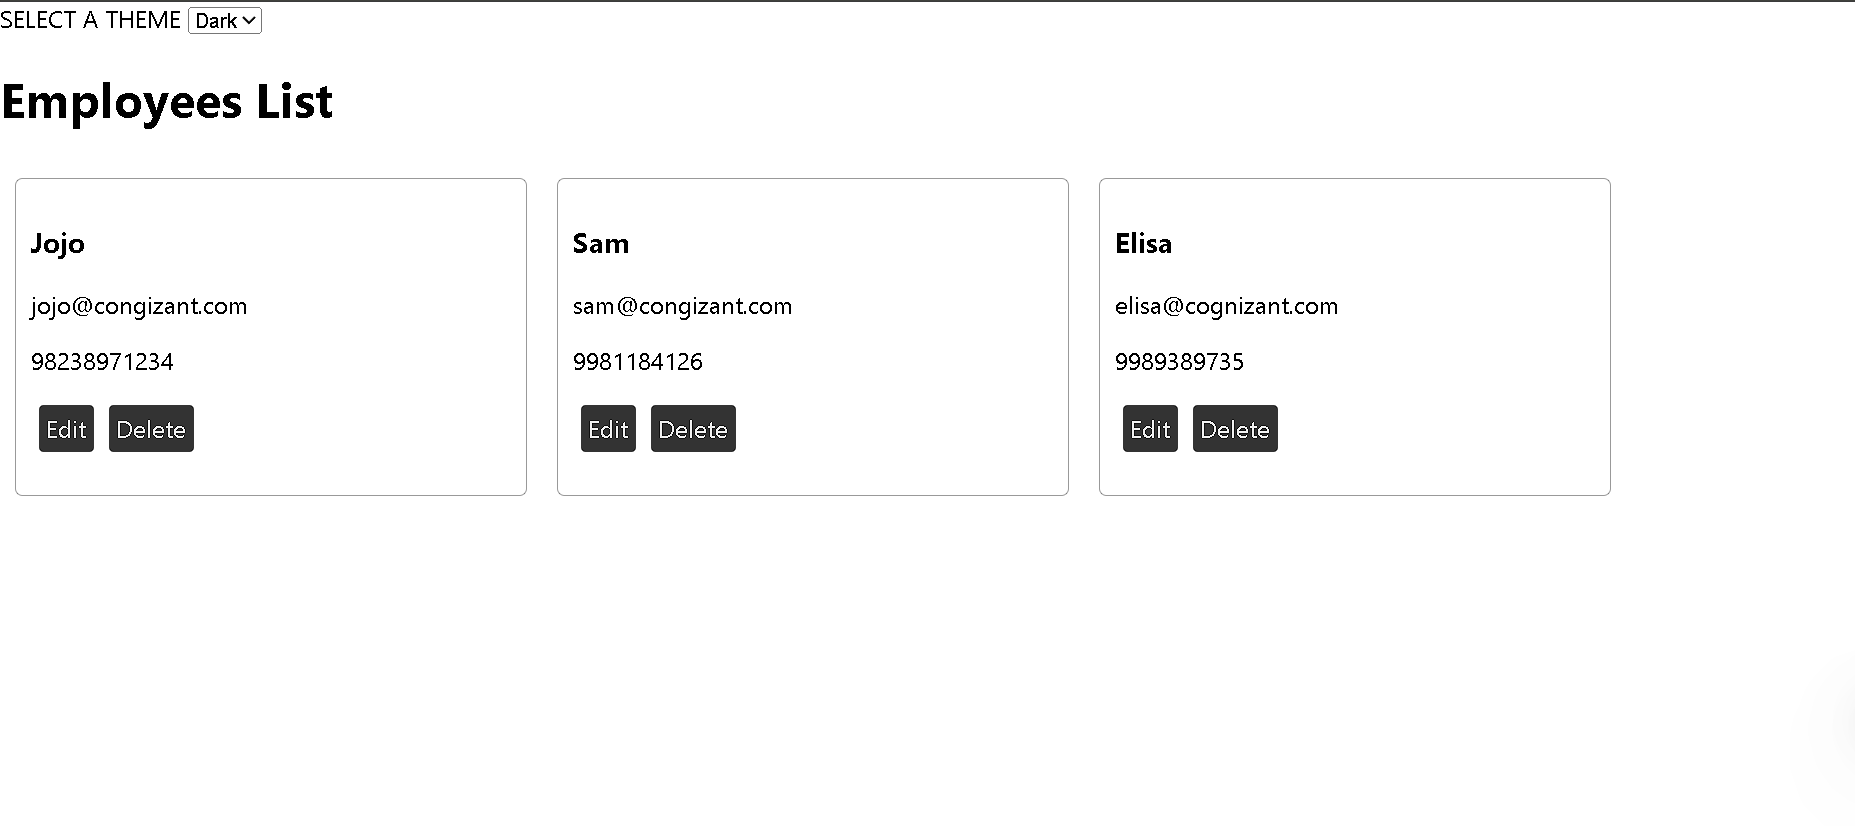 SELECT A THEME Dark
Employees List
Jojo
jojo@congizant.com
98238971234
Edit Delete
Sam
sam@congizant.com
9981184126
Edit Delete
Elisa
elisa@cognizant.com
9989389735
Edit Delete